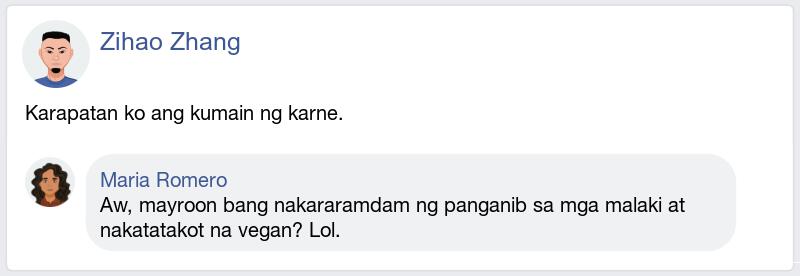 Zihao Zhang
Karapatan ko ang kumain ng karne.
Maria Romero
Aw, mayroon bang nakararamdam ng panganib sa mga malaki at
nakatatakot na vegan? Lol.